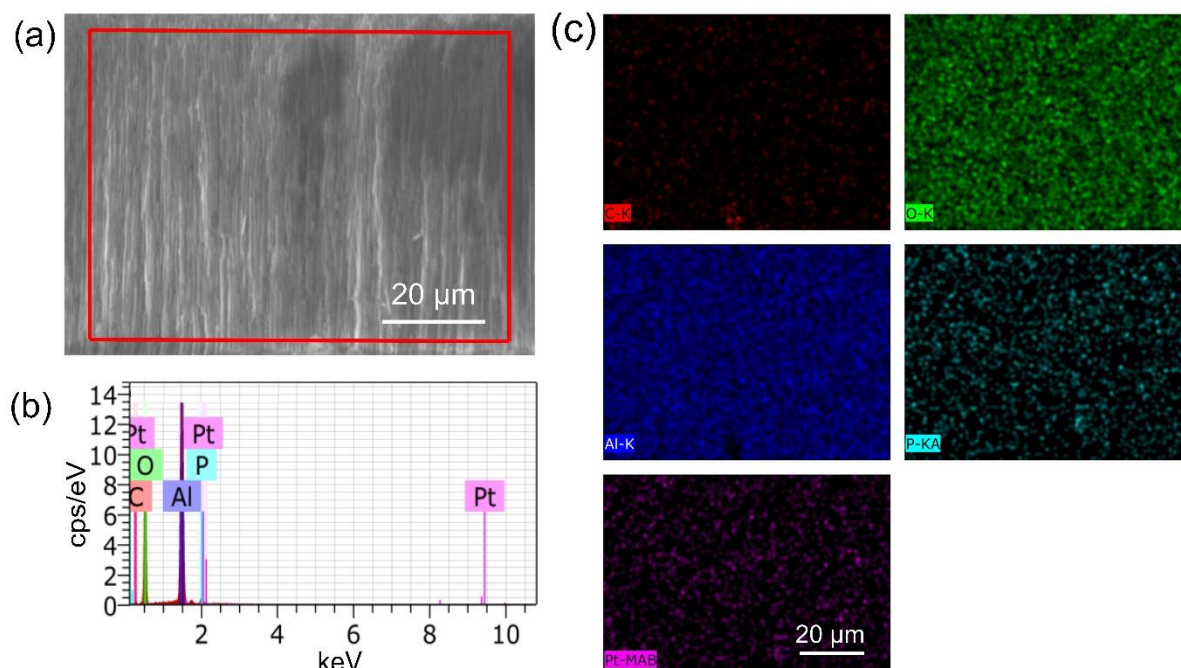 (a)
20 μm
(b)
14
12
10
8
6
4
2
0
cps/eV
Pt
Pt
O
P
C
Al
Pt
2
4
6
8
10
keV
(c)
C-K
O-K
Al-K
P-KA
Pt-MAB
20 μm